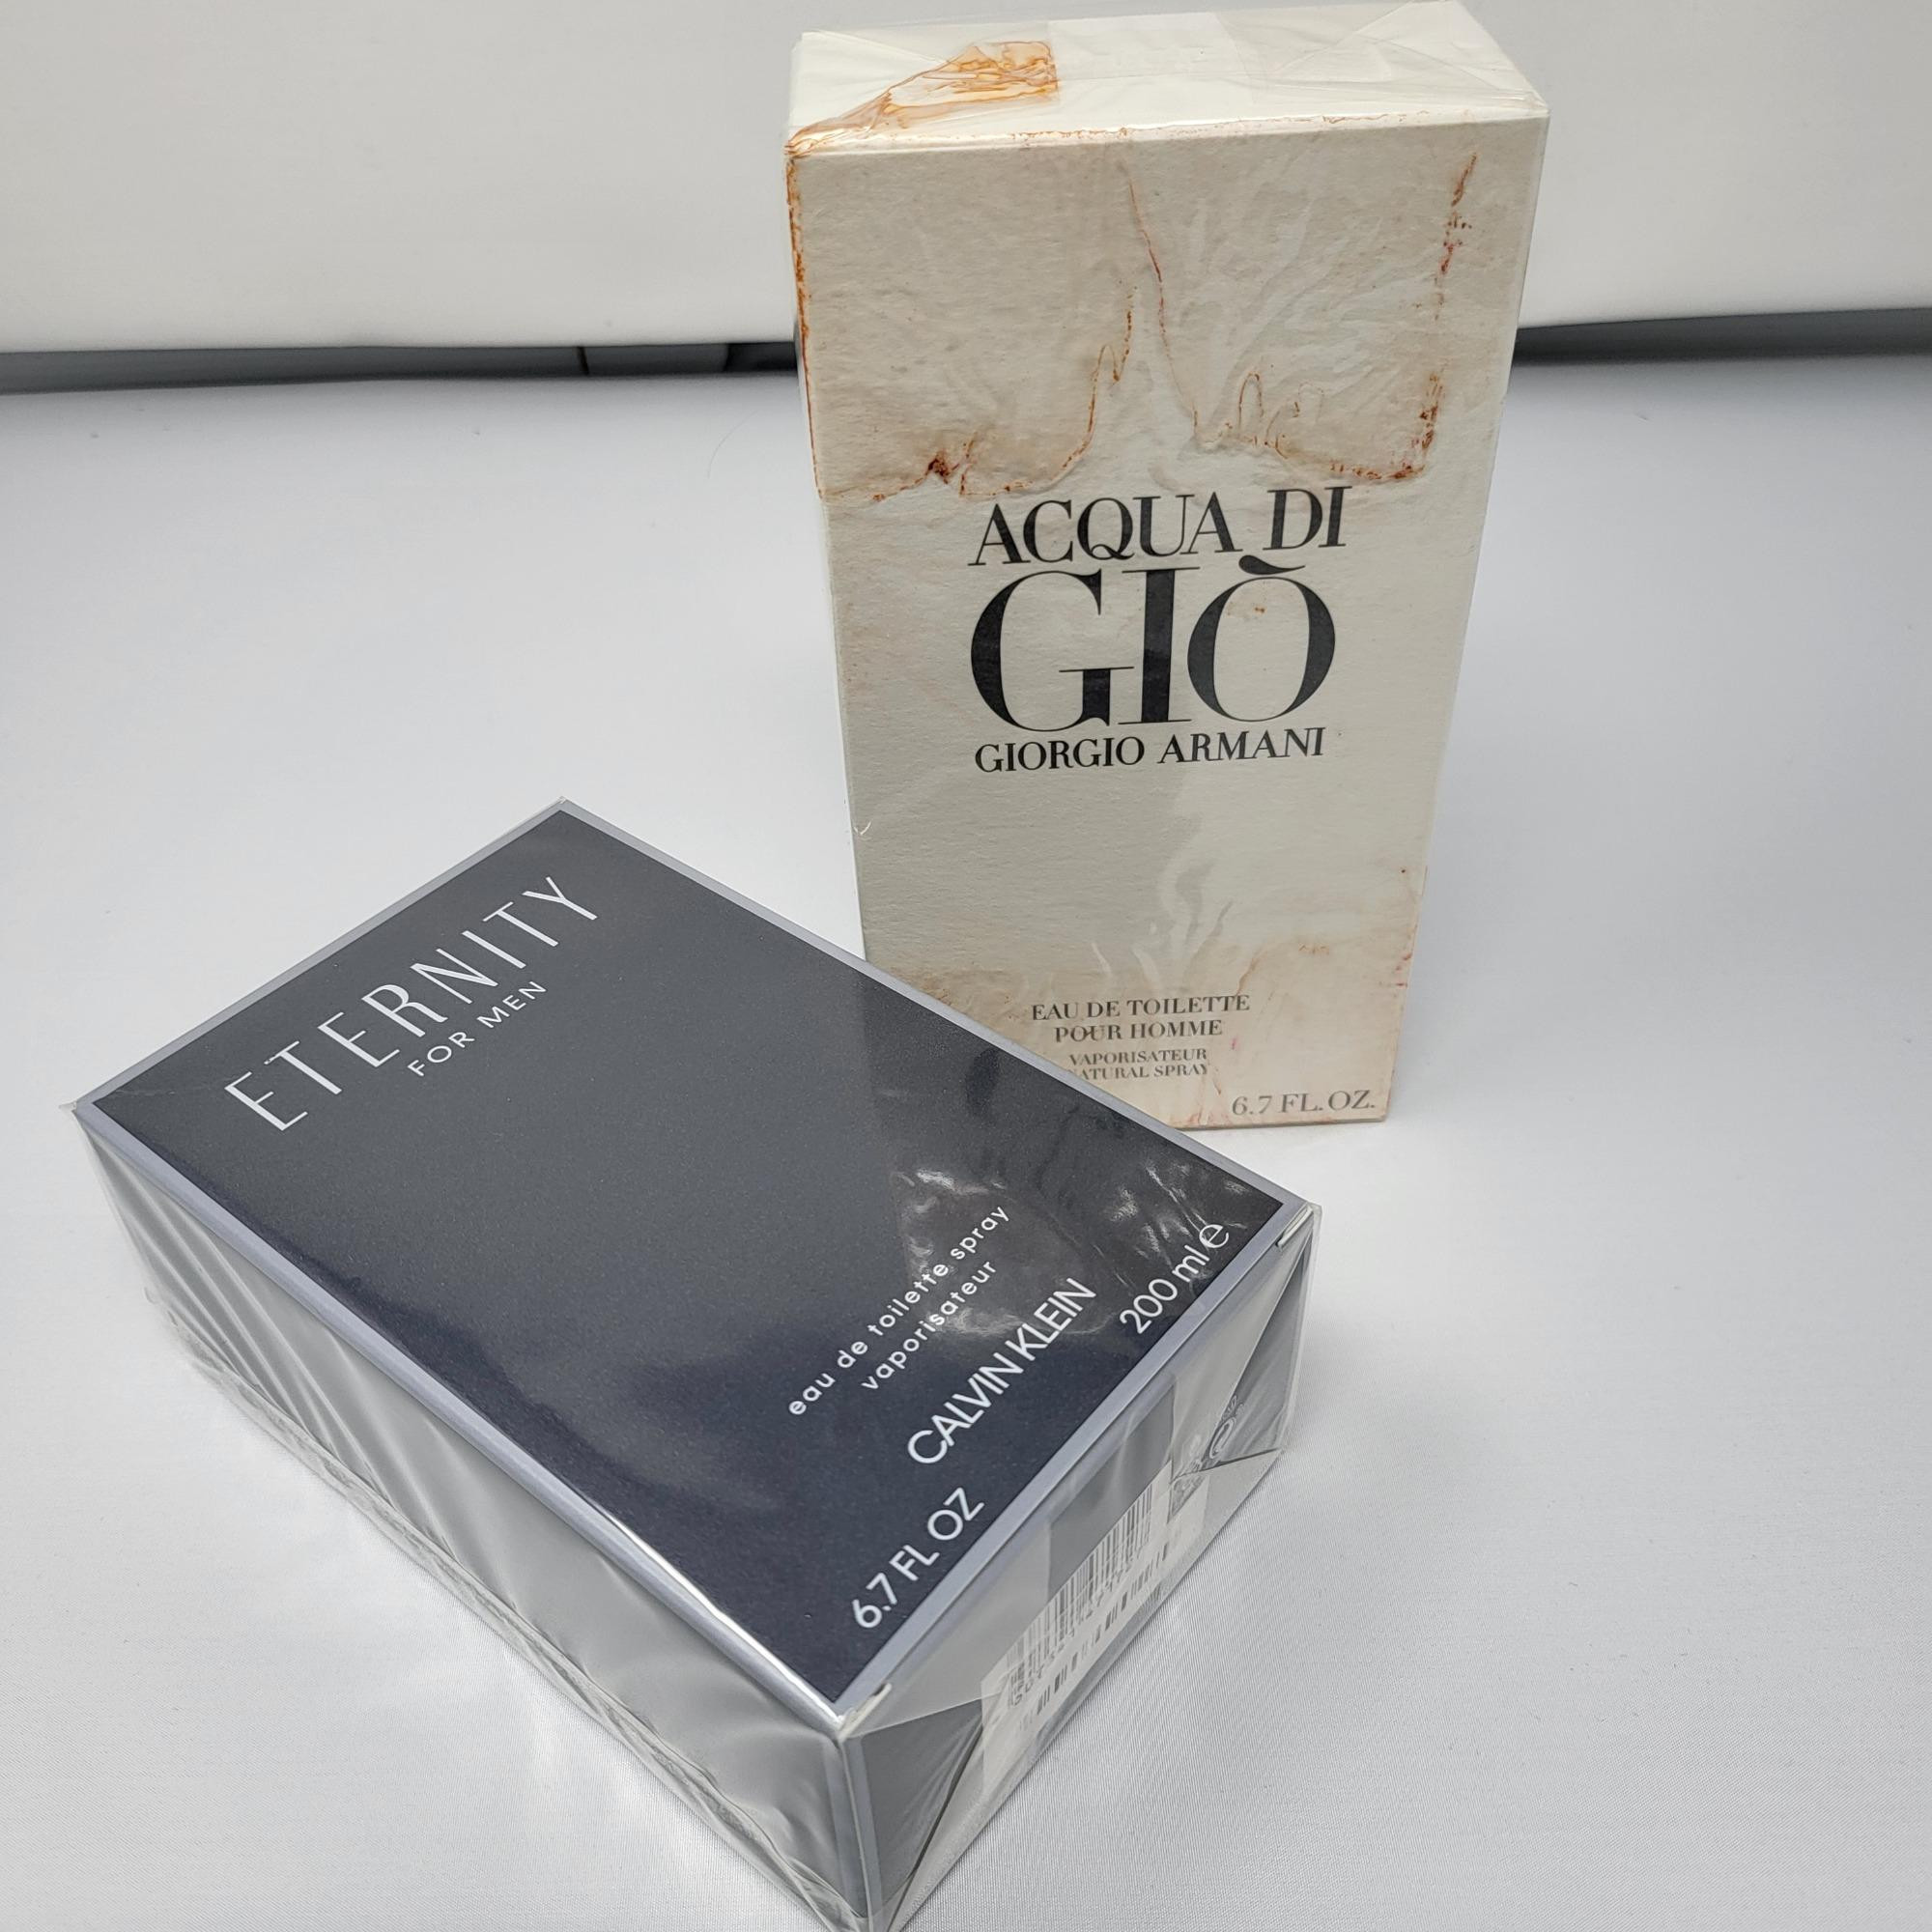 ACQUA DI
GIÒ
GIORGIO ARMANI
EAU DE TOILETTE
POUR HOMME
VAPORISATEUR
NATURAL SPRAY
6.7 FL. OZ.
ETERNITY
FOR MEN
eau de toilette spray
vaporisateur
CALVIN KLEIN
6.7 FL OZ
200 ml e